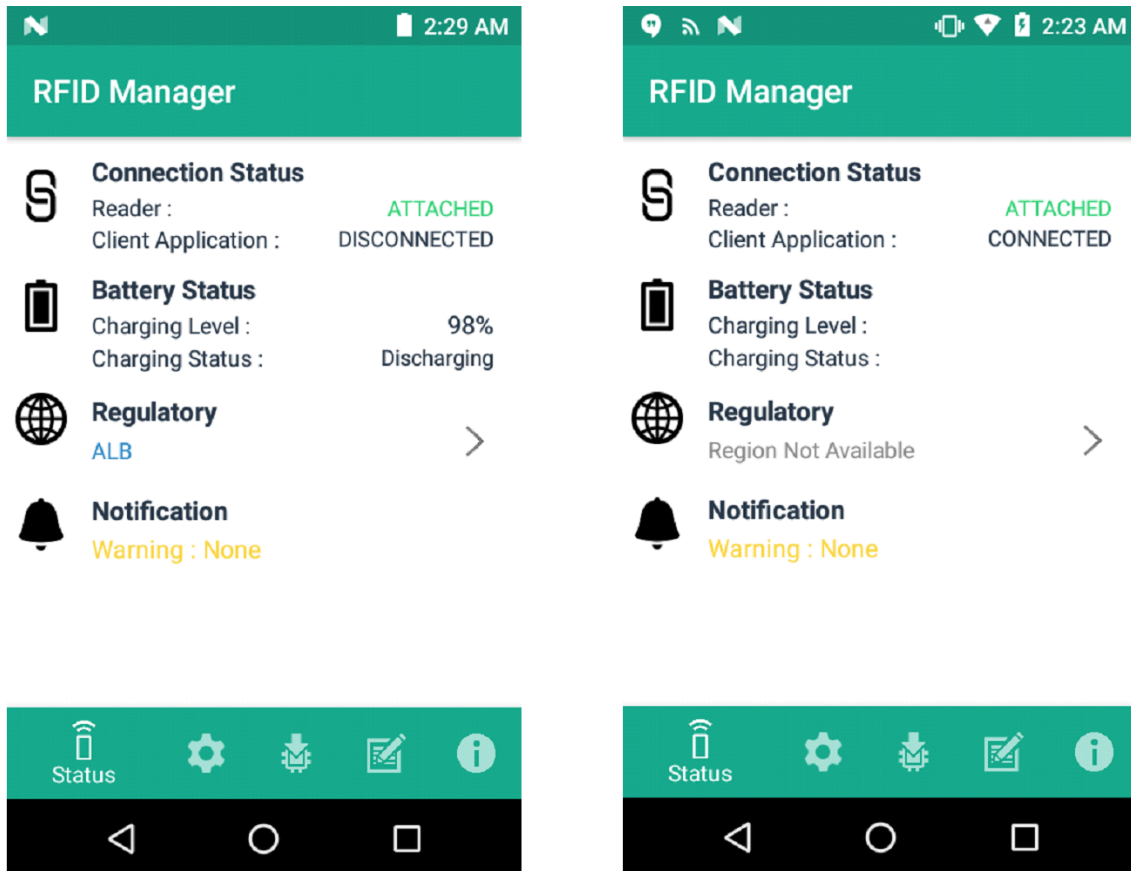 2:29 AM
RFID Manager
Connection Status
Reader : ATTACHED
Client Application : DISCONNECTED
Battery Status
Charging Level : 98%
Charging Status : Discharging
Regulatory
ALB
Notification
Warning : None
Status
2:23 AM
RFID Manager
Connection Status
Reader : ATTACHED
Client Application : CONNECTED
Battery Status
Charging Level :
Charging Status :
Regulatory
Region Not Available
Notification
Warning : None
Status